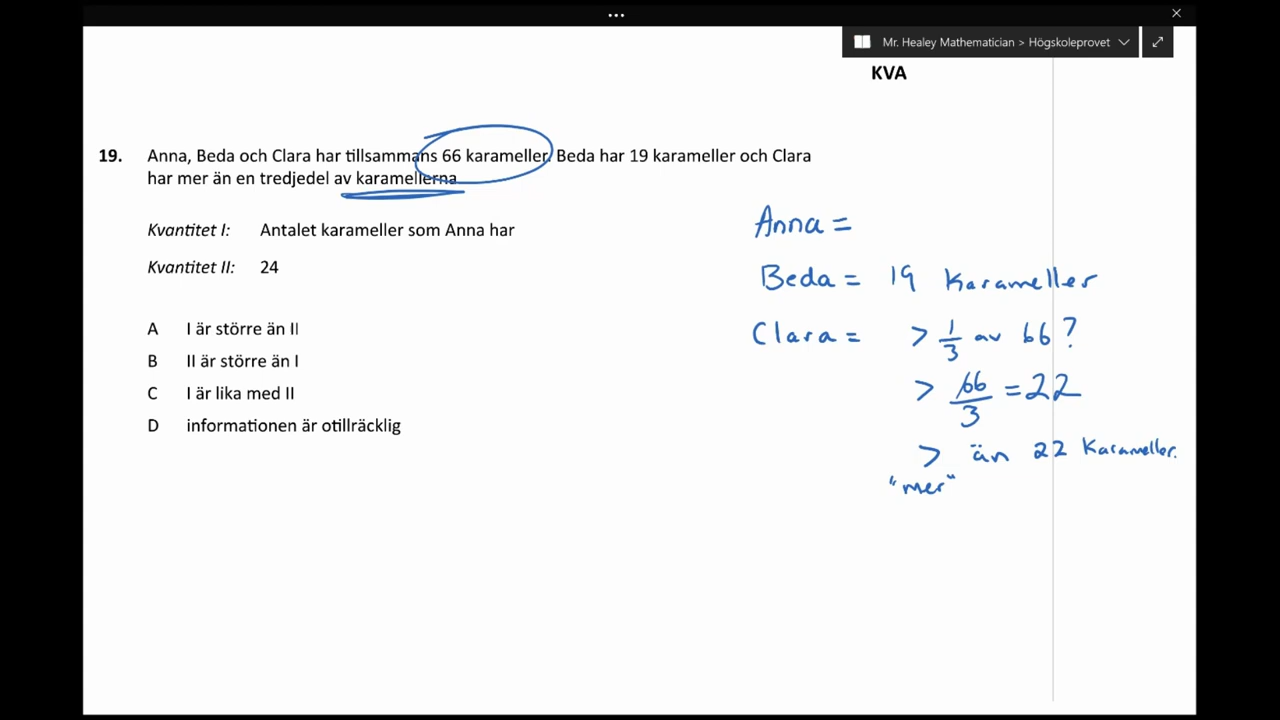 Mr. Healey Mathematician > Högskoleprovet
KVA
19. Anna, Beda och Clara har tillsammans 66 karameller. Beda har 19 karameller och Clara
har mer än en tredjedel av karamellerna.
Kvantitet I: Antalet karameller som Anna har
Kvantitet II: 24
A I är större än II
B II är större än I
C I är lika med II
D informationen är otillräcklig
Anna =
Beda = 19 Karameller
Clara = > 1/3 av 66 ?
> 66/3 = 22
> än 22 Karameller.
"mer"